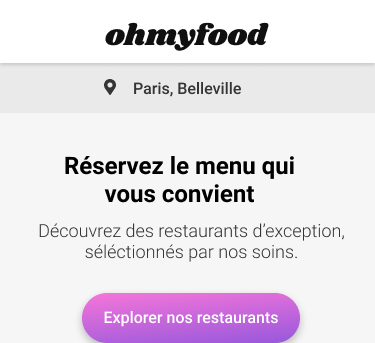 ohmyfood
Paris, Belleville
Réservez le menu qui
vous convient
Découvrez des restaurants d’exception,
séléctionnés par nos soins.
Explorer nos restaurants